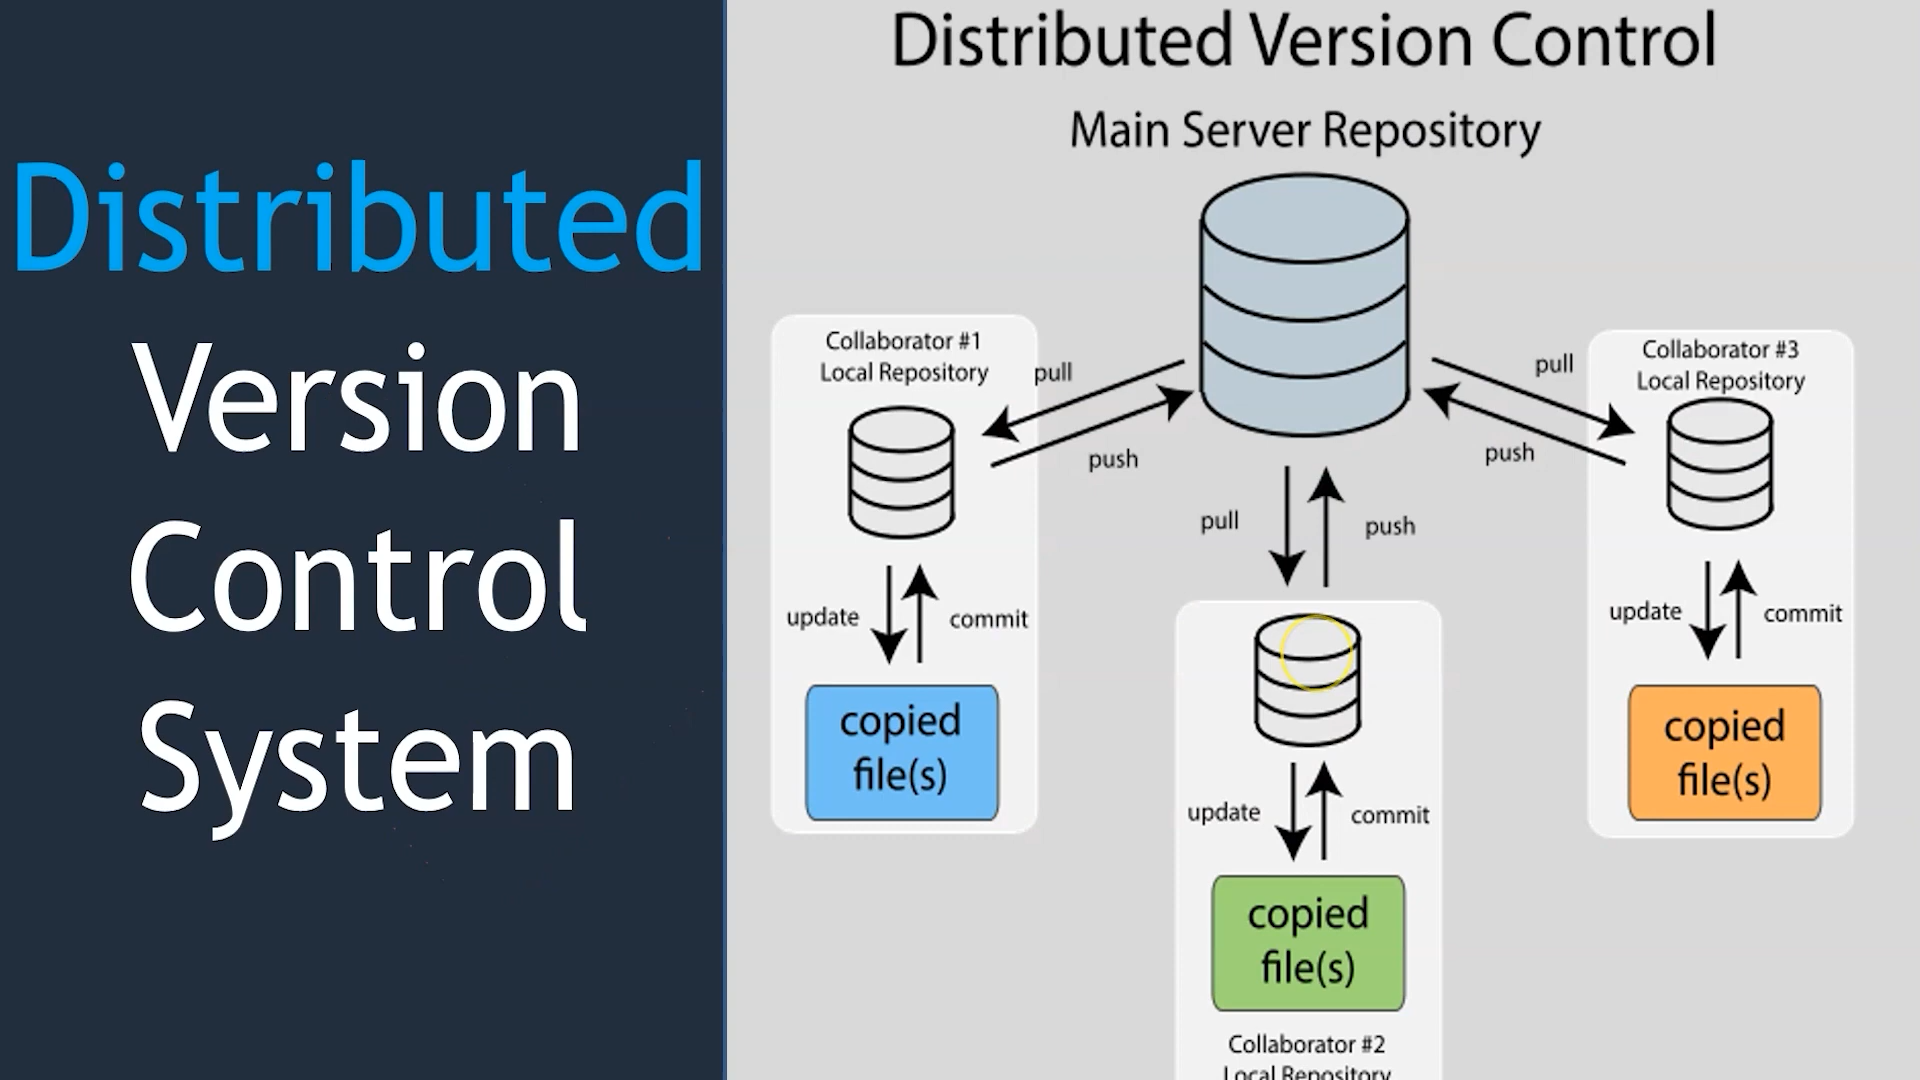 Distributed
Version
Control
System
Distributed Version Control
Main Server Repository
Collaborator #1
Local Repository
pull
push
update
commit
copied
file(s)
pull
push
update
commit
copied
file(s)
Collaborator #2
Local Repository
Collaborator #3
Local Repository
pull
push
update
commit
copied
file(s)